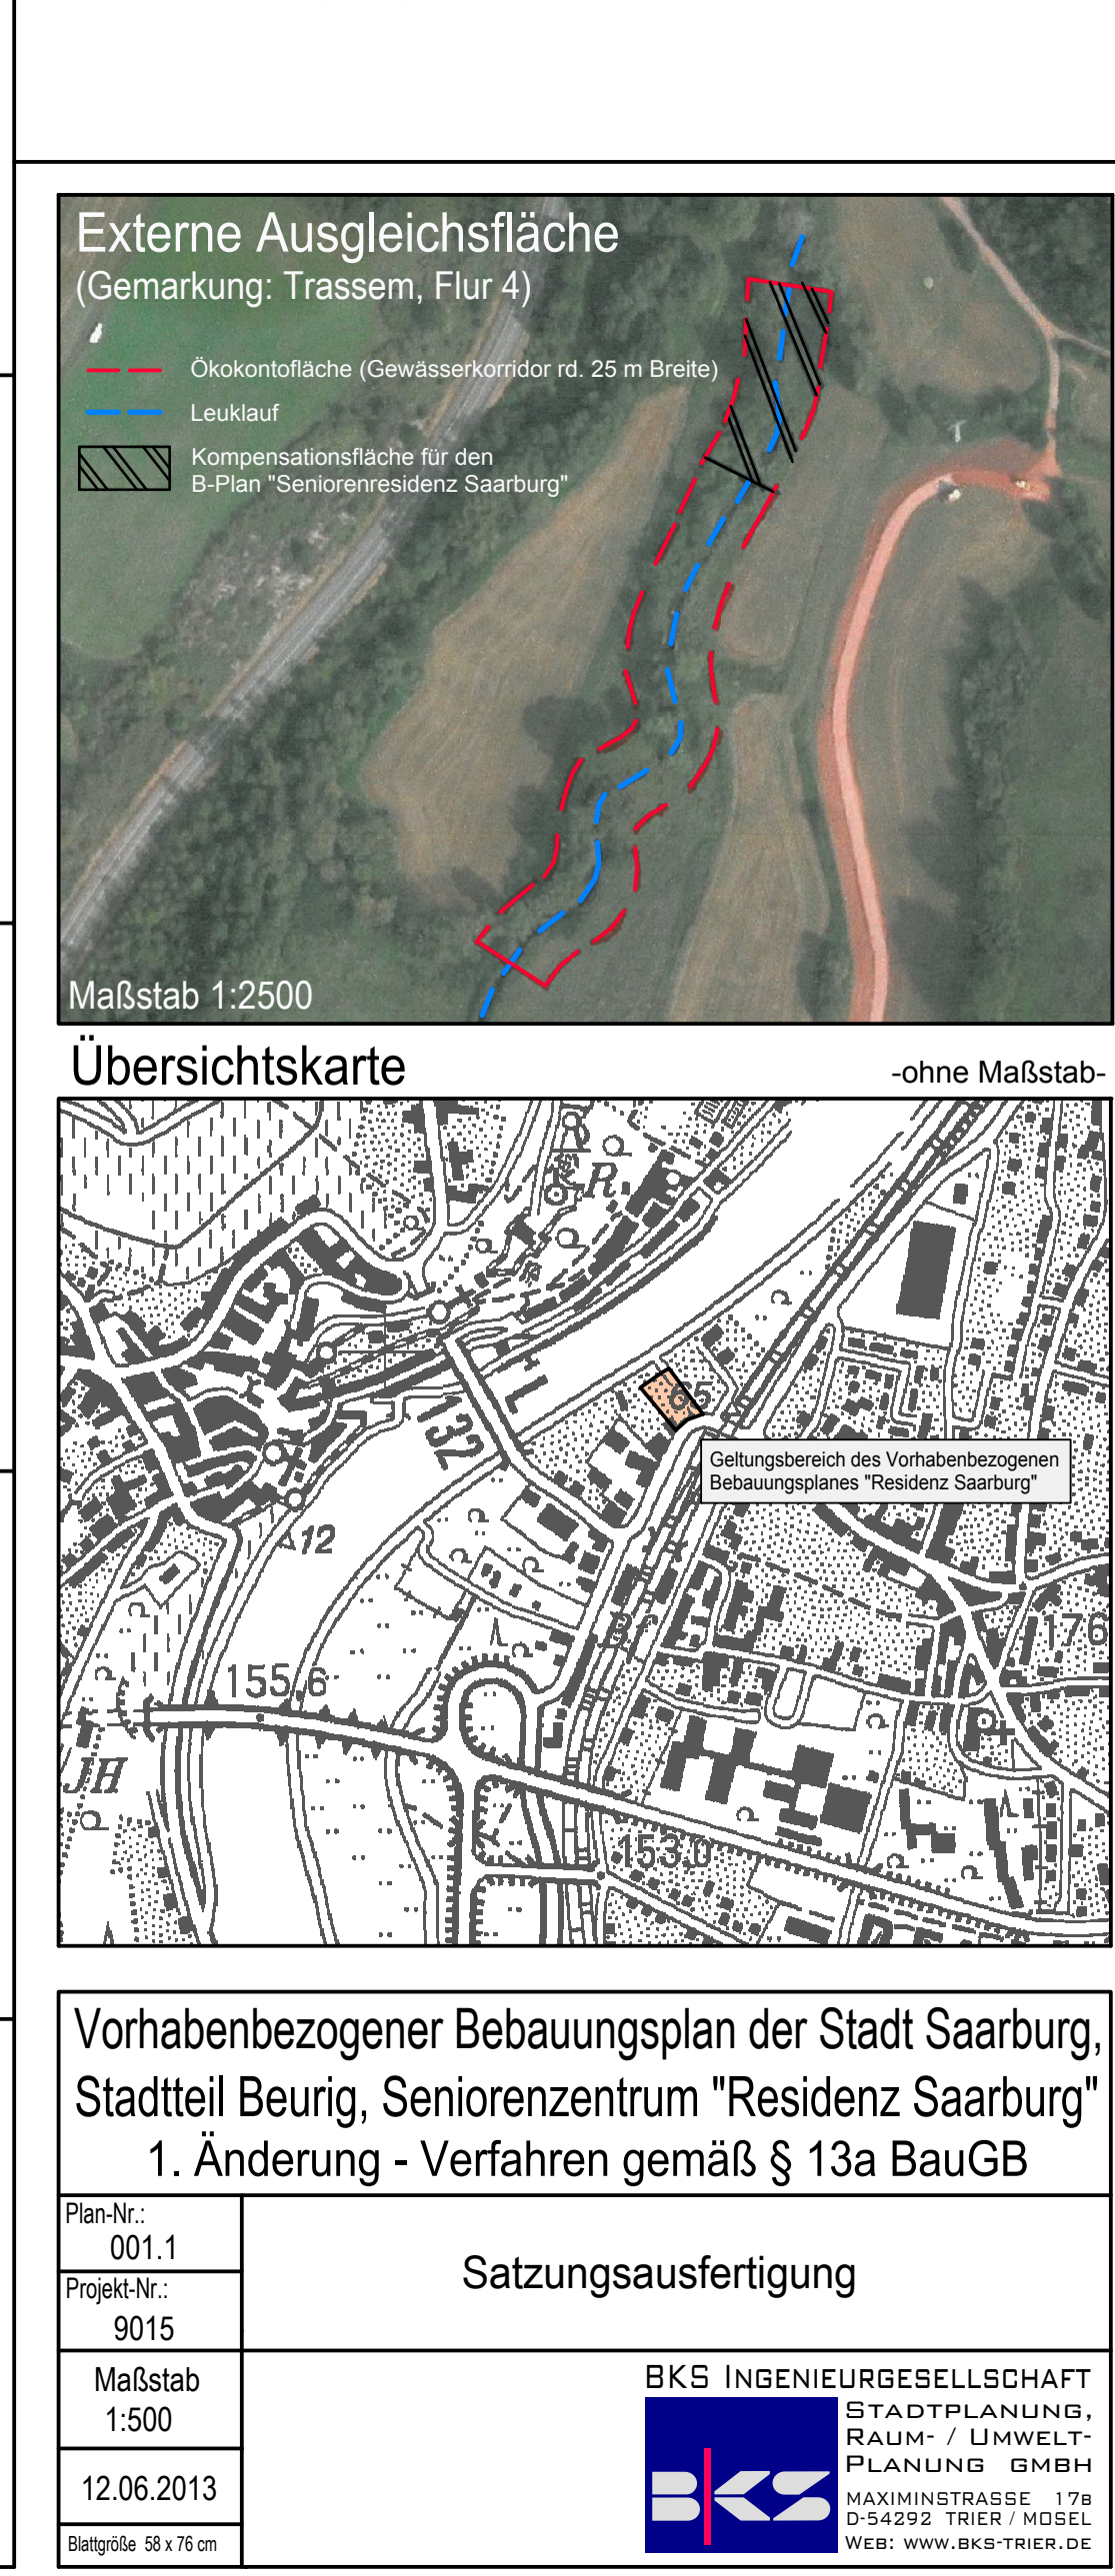 Externe Ausgleichsfläche
(Gemarkung: Trassem, Flur 4)
Ökokontofläche (Gewässerkorridor rd. 25 m Breite)
Leuklauf
Kompensationsfläche für den
B-Plan "Seniorenresidenz Saarburg"
Maßstab 1:2500
Übersichtskarte
-ohne Maßstab-
R.
132
65
Geltungsbereich des Vorhabenbezogenen
Bebauungsplanes "Residenz Saarburg"
12
176
155,6
JH
153.0
Vorhabenbezogener Bebauungsplan der Stadt Saarburg,
Stadtteil Beurig, Seniorenzentrum "Residenz Saarburg"
1. Änderung - Verfahren gemäß § 13a BauGB
Plan-Nr.:
001.1
Satzungsausfertigung
Projekt-Nr.:
9015
Maßstab
1:500
12.06.2013
Blattgröße 58 x 76 cm
BKS INGENIEURGESELLSCHAFT
STADTPLANUNG,
RAUM- / UMWELT-
PLANUNG GMBH
MAXIMINSTRASSE 17B
D-54292 TRIER / MOSEL
WEB: WWW.BKS-TRIER.DE
BKS